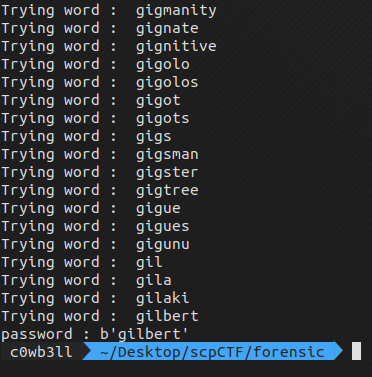 Trying word :  gigmanity
Trying word :  gignate
Trying word :  gignitive
Trying word :  gigolo
Trying word :  gigolos
Trying word :  gigot
Trying word :  gigots
Trying word :  gigs
Trying word :  gigsman
Trying word :  gigster
Trying word :  gigtree
Trying word :  gigue
Trying word :  gigues
Trying word :  gigunu
Trying word :  gil
Trying word :  gila
Trying word :  gilaki
Trying word :  gilbert
password : b'gilbert'
c0wb3ll ~/Desktop/scpCTF/forensic